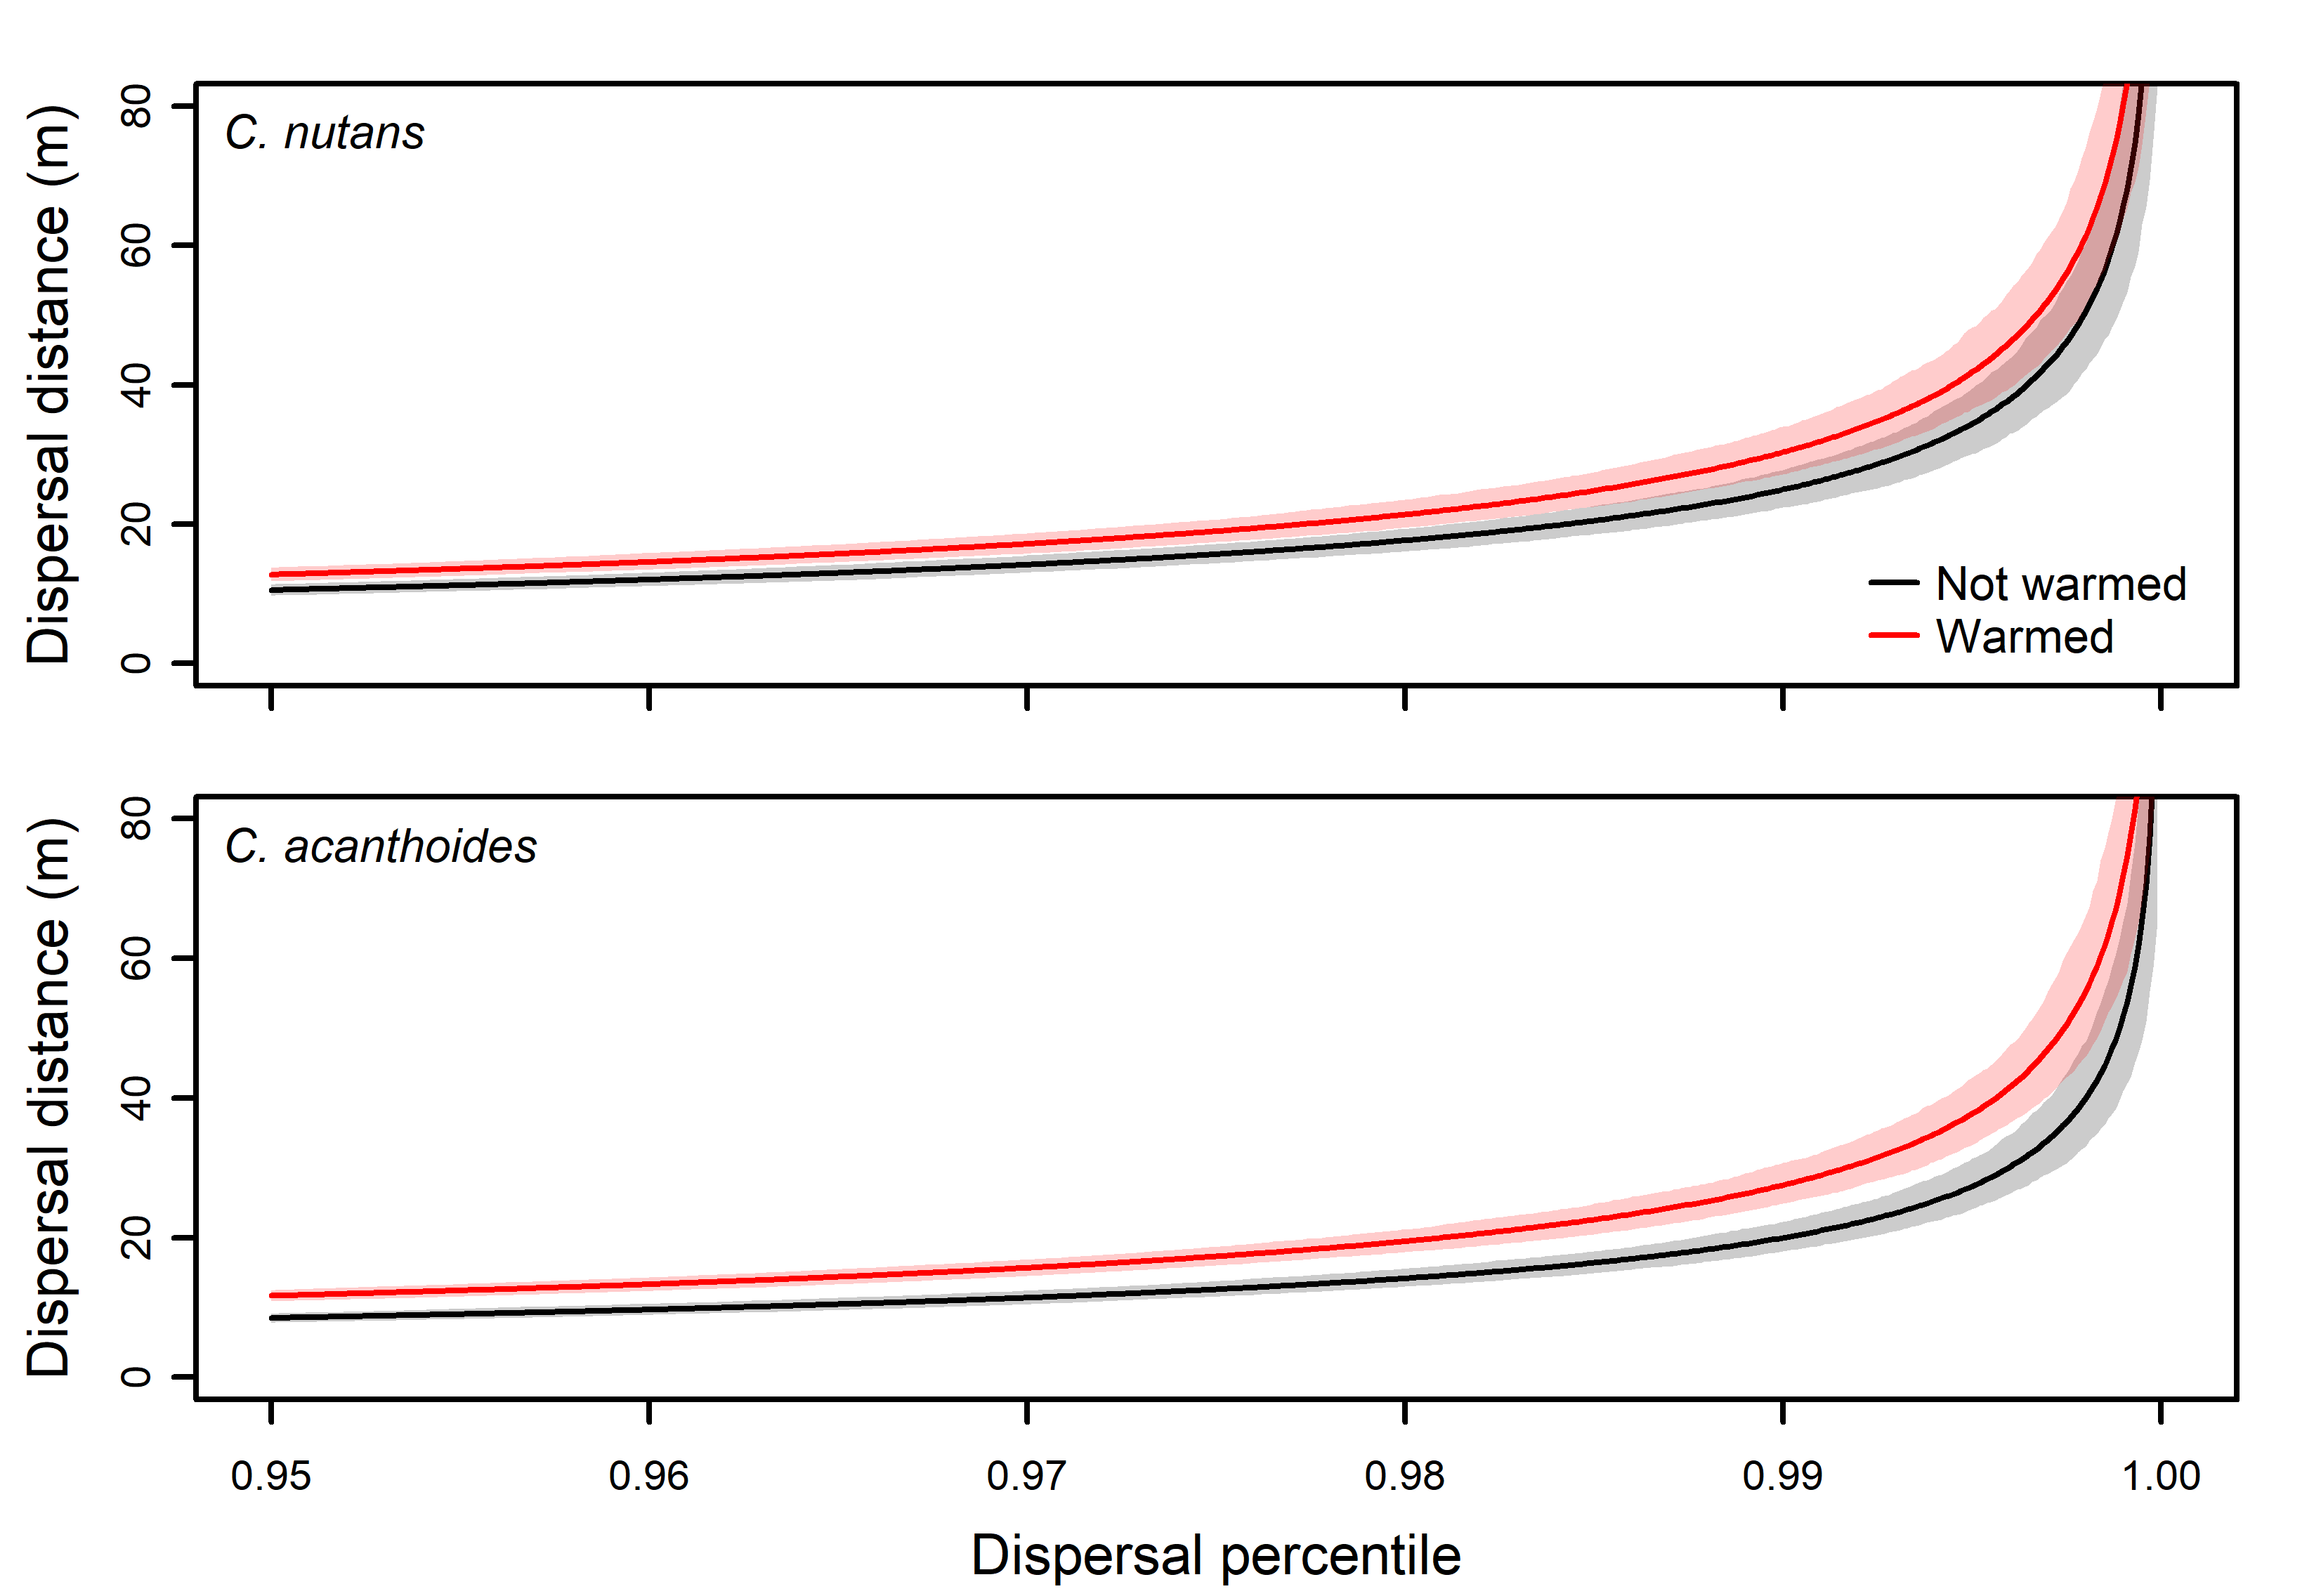 Dispersal distance (m)
80
60
40
20
0
C. nutans
Not warmed
Warmed
Dispersal distance (m)
80
60
40
20
0
C. acanthoides
0.95 0.96 0.97 0.98 0.99 1.00
Dispersal percentile